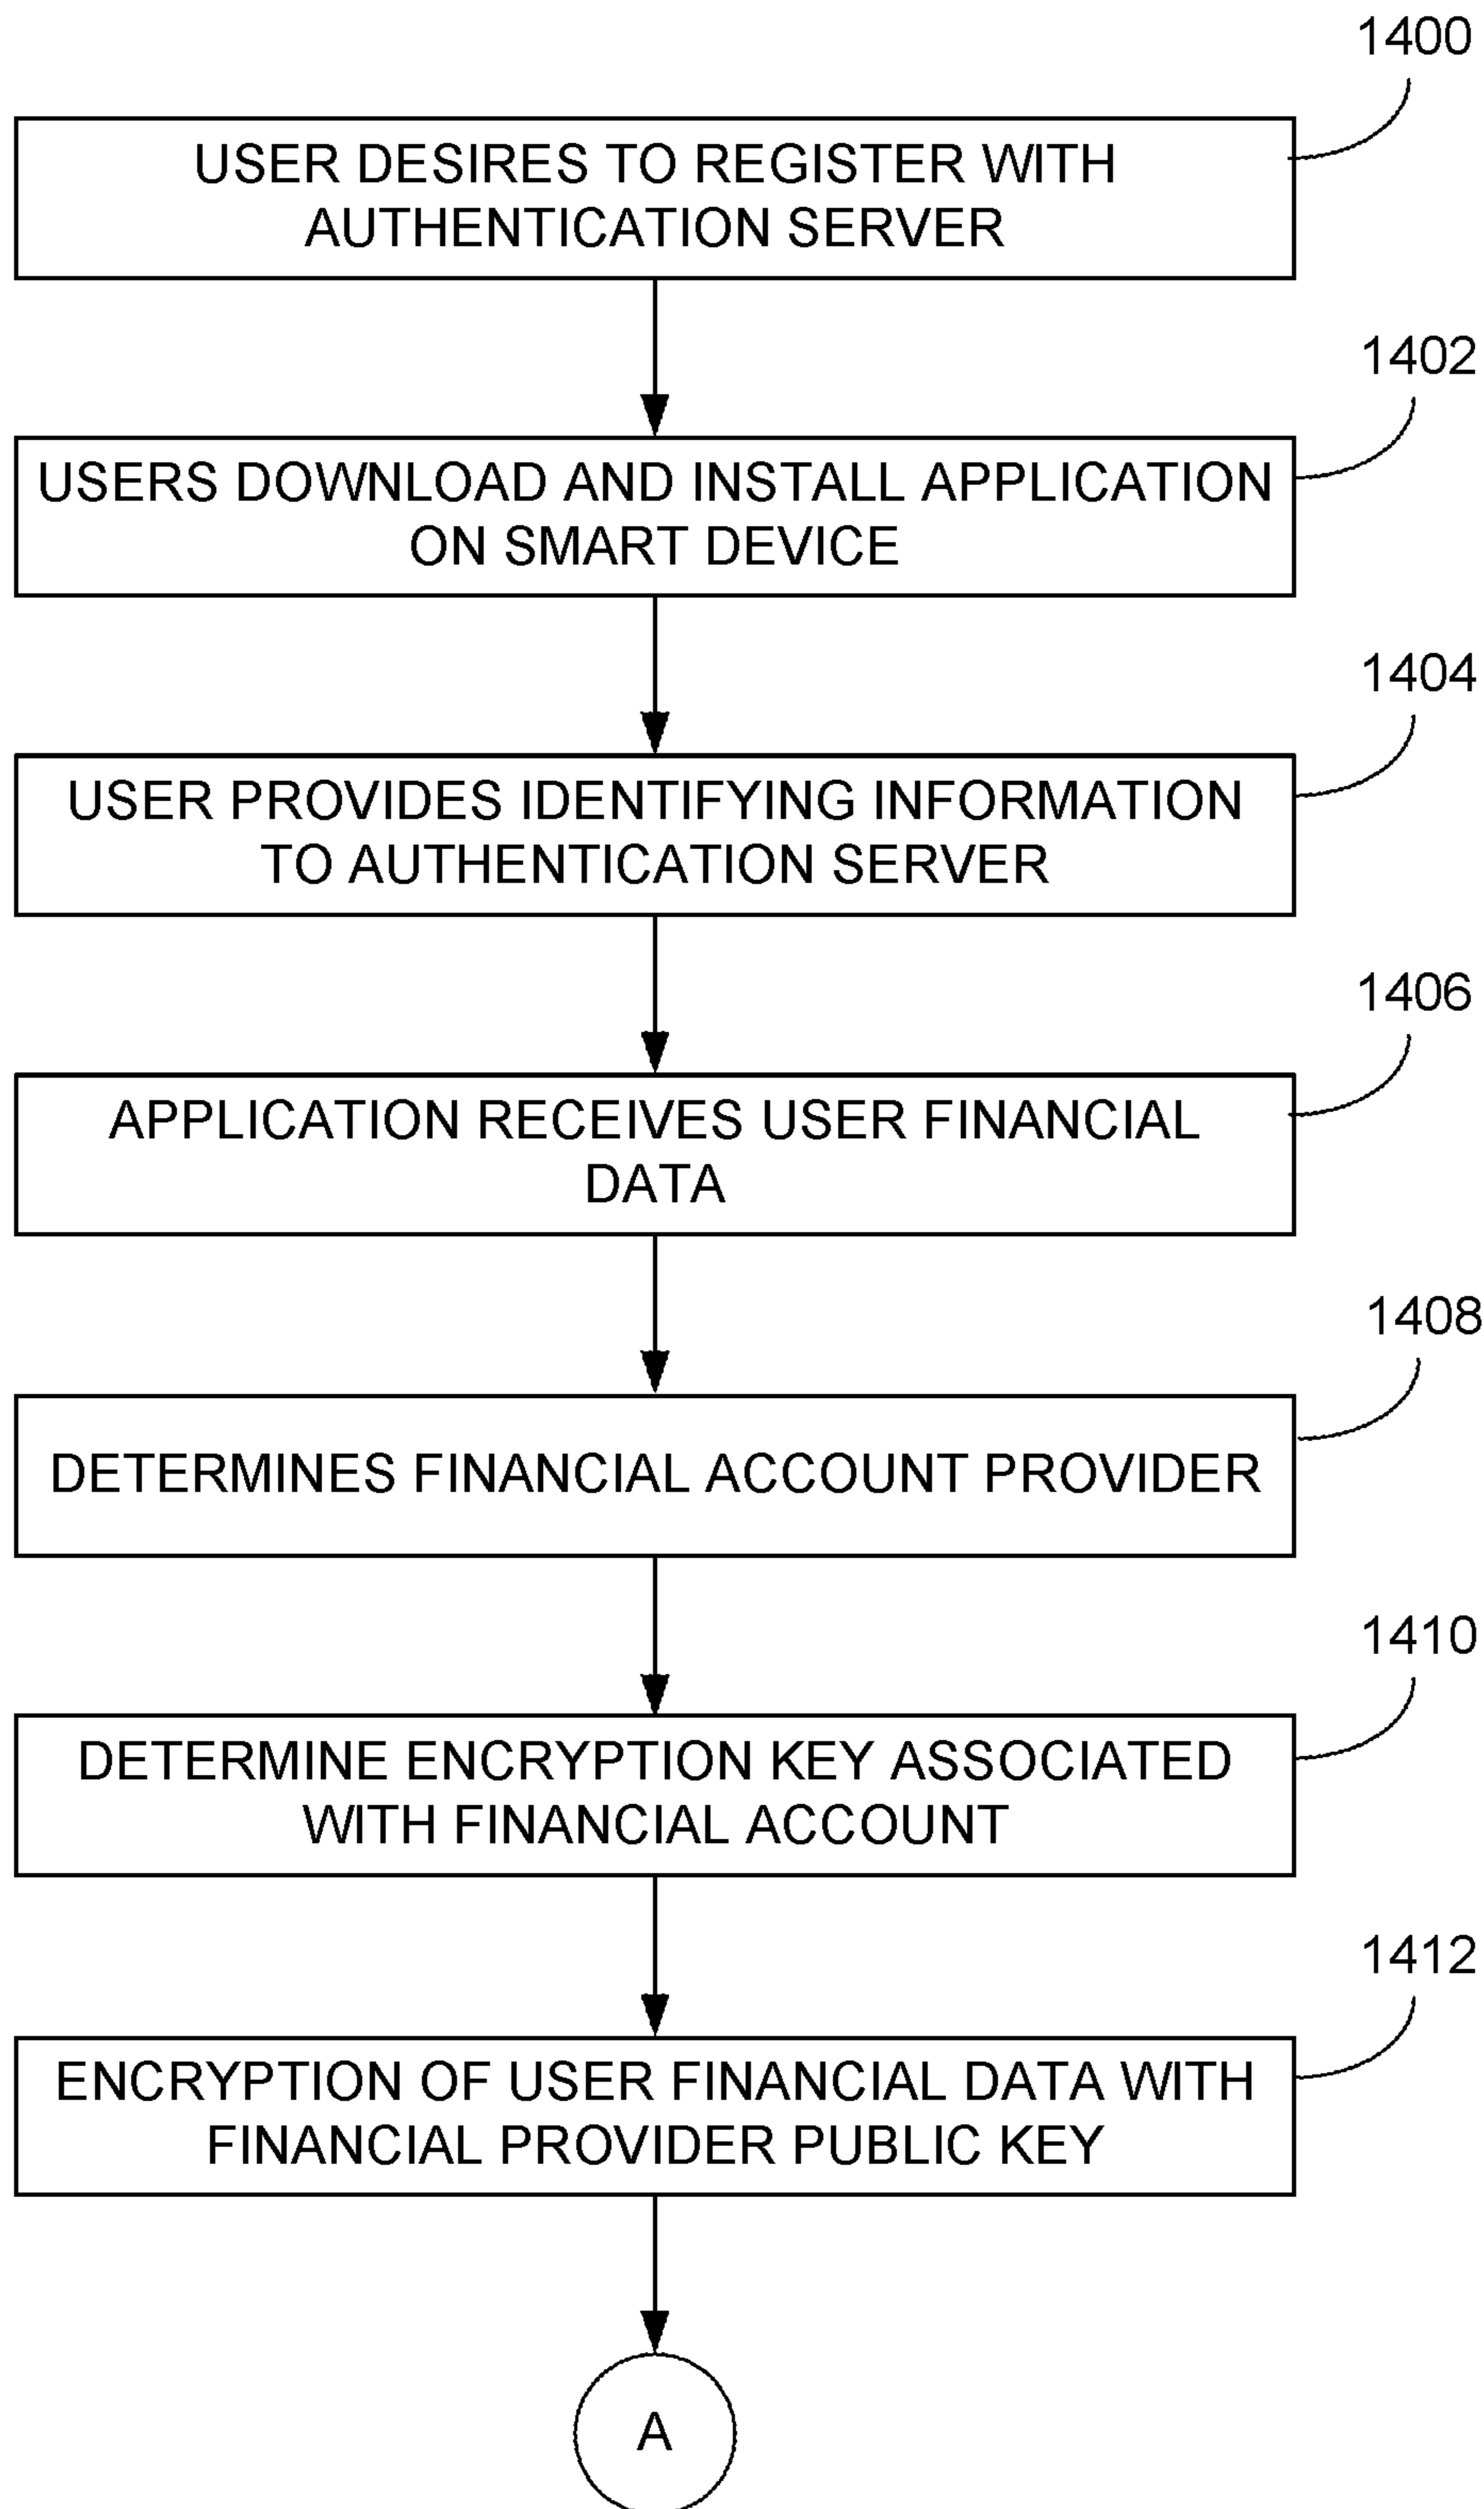 1400
USER DESIRES TO REGISTER WITH
AUTHENTICATION SERVER
1402
USERS DOWNLOAD AND INSTALL APPLICATION
ON SMART DEVICE
1404
USER PROVIDES IDENTIFYING INFORMATION
TO AUTHENTICATION SERVER
1406
APPLICATION RECEIVES USER FINANCIAL
DATA
1408
DETERMINES FINANCIAL ACCOUNT PROVIDER
1410
DETERMINE ENCRYPTION KEY ASSOCIATED
WITH FINANCIAL ACCOUNT
1412
ENCRYPTION OF USER FINANCIAL DATA WITH
FINANCIAL PROVIDER PUBLIC KEY
A